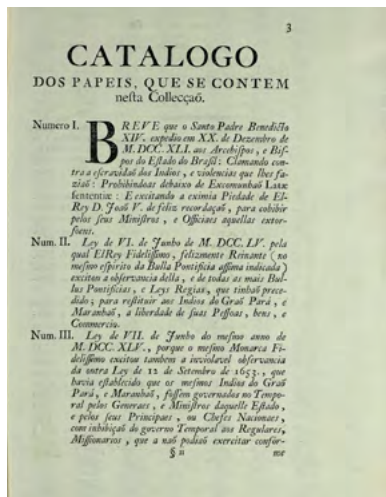 3
CATALOGO
DOS PAPEIS, QUE SE CONTEM
neſta Collecçaõ.
Numero I. BREVE que o Santo Padre Benedicto
XIV. expedio em XX. de Dezembro de
M. DCC. XLI. aos Arcebiſpos, e Biſ-
pos do Eſtado do Braſil: Clamando con-
tra a eſcravidaõ dos Indios, e violencias que lhes fa-
ziaõ: Prohibindoas debaixo de Excomunhaõ Latæ
ſententiæ: E excitando a eximia Piedade de El-
Rey D. Joaõ V. de feliz recordaçaõ, para cohibir
pelos ſeus Miniſtros, e Officiaes aquellas extor-
ſoens.
Num. II. Ley de VI. de Junho de M. DCC. LV. pela
qual ElRey Fideliſſimo, felizmente Reinante (no
meſmo eſpirito da Bulla Pontificia aſſima indicada)
excitou a obſervancia della, e de todas as mais Bul-
las Pontificias, e Leys Regias, que tinhaõ prece-
dido; para reſtituir aos Indios do Graõ Pará, e
Maranhaõ, a liberdade de ſuas Peſſoas, bens, e
Commercio.
Num. III. Ley de VII. de Junho do meſmo anno de
M. DCC. XLV., porque o meſmo Monarca Fi-
deliſſimo excitou tambem a inviolavel obſervancia
da outra Ley de 12 de Setembro de 1653., que
havia eſtablecido que os meſmos Indios do Graõ
Pará, e Maranhaõ, foſſem governados no Tempo-
ral pelos Generaes, e Miniſtros daquelle Eſtado,
e pelos ſeus Principaes, ou Chefes Nacionaes,
com inhibiçaõ do governo Temporal aos Regulares,
Miſſionarios, que a naõ podiaõ exercitar confor-
§ ii me